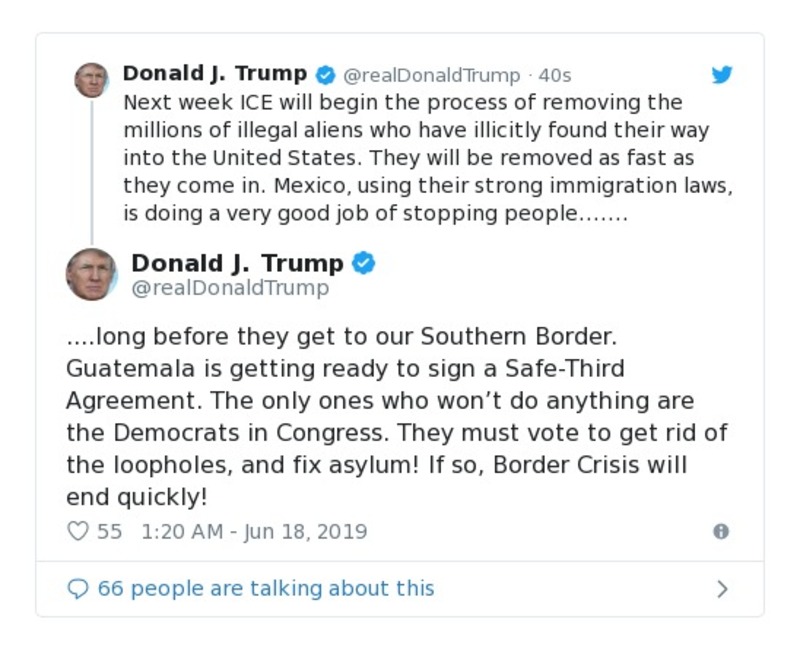 Donald J. Trump @realDonaldTrump · 40s
Next week ICE will begin the process of removing the
millions of illegal aliens who have illicitly found their way
into the United States. They will be removed as fast as
they come in. Mexico, using their strong immigration laws,
is doing a very good job of stopping people.......
Donald J. Trump
@realDonaldTrump
....long before they get to our Southern Border.
Guatemala is getting ready to sign a Safe-Third
Agreement. The only ones who won’t do anything are
the Democrats in Congress. They must vote to get rid of
the loopholes, and fix asylum! If so, Border Crisis will
end quickly!
55 1:20 AM - Jun 18, 2019
66 people are talking about this